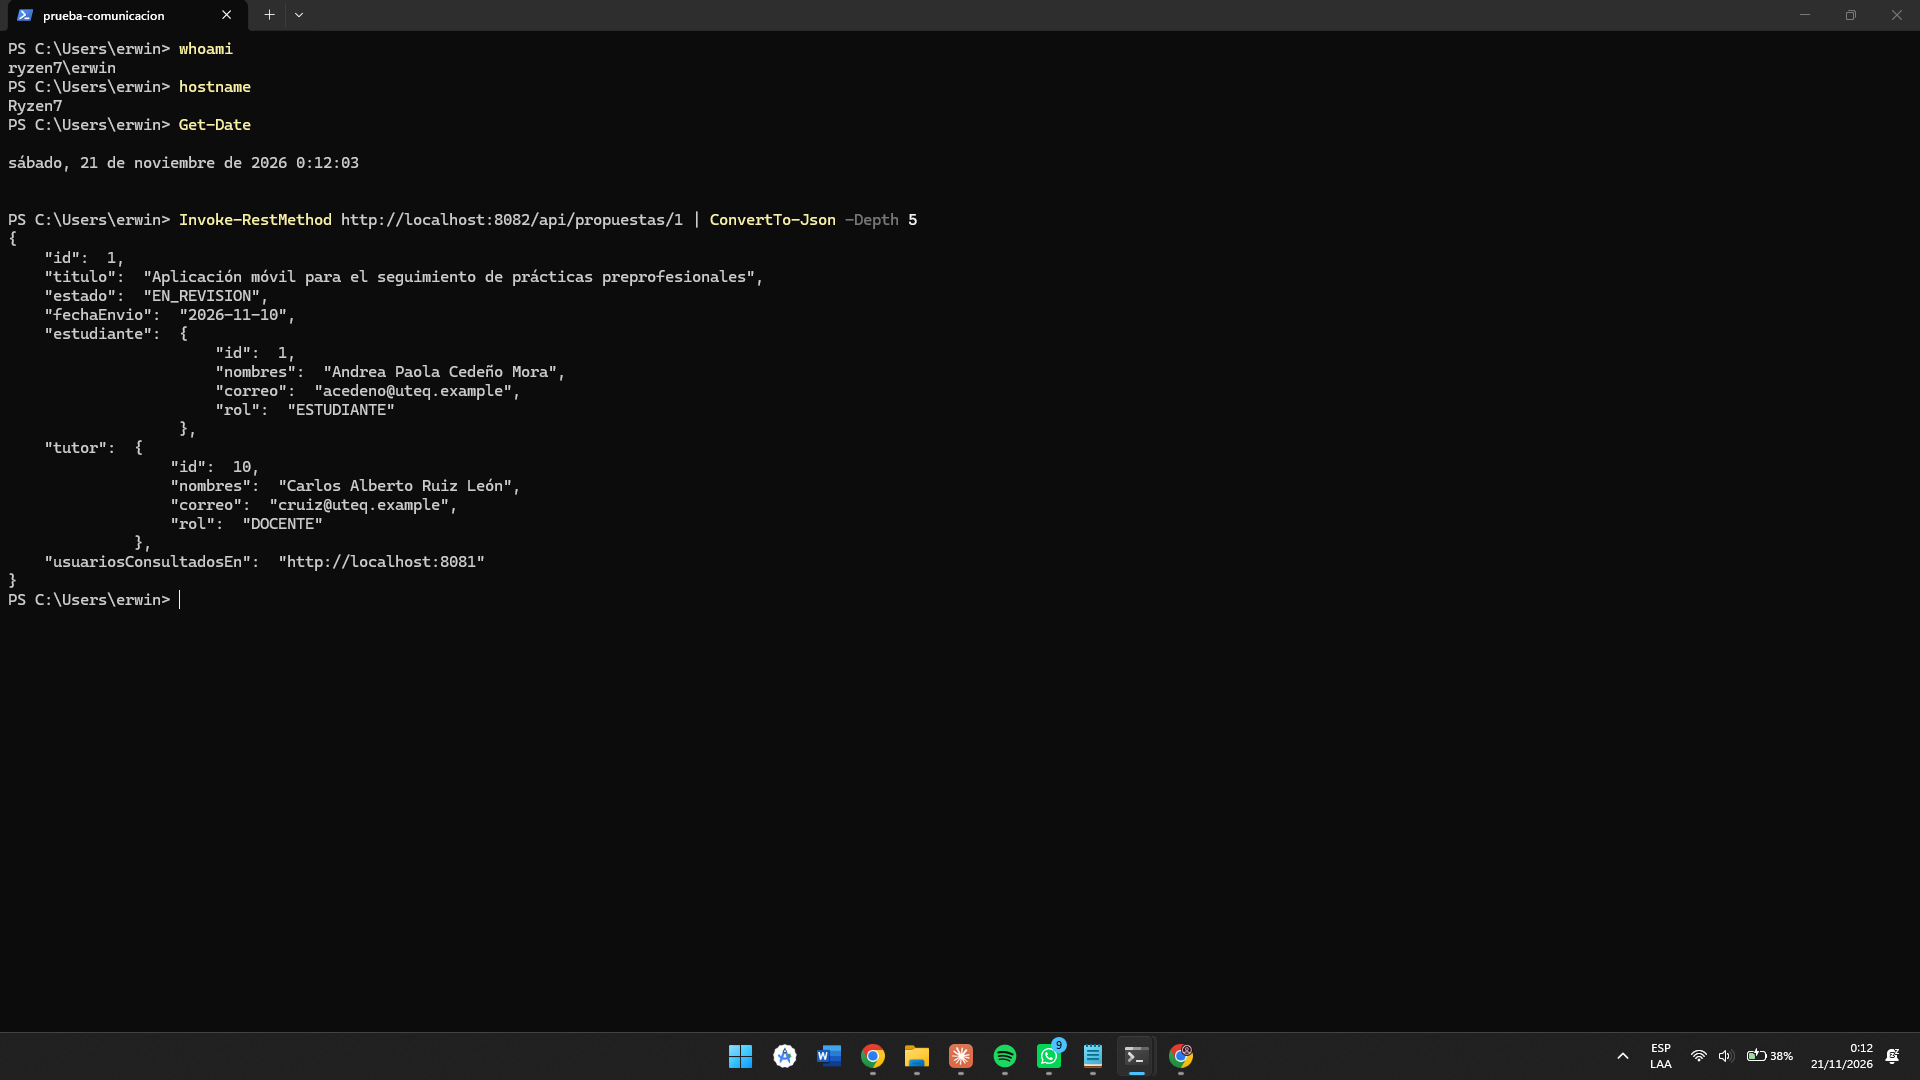 prueba-comunicacion
PS C:\Users\erwin> whoami
ryzen7\erwin
PS C:\Users\erwin> hostname
Ryzen7
PS C:\Users\erwin> Get-Date
sábado, 21 de noviembre de 2026 0:12:03
PS C:\Users\erwin> Invoke-RestMethod http://localhost:8082/api/propuestas/1 | ConvertTo-Json -Depth 5
{
    "id":  1,
    "titulo":  "Aplicación móvil para el seguimiento de prácticas preprofesionales",
    "estado":  "EN_REVISION",
    "fechaEnvio":  "2026-11-10",
    "estudiante":  {
                       "id":  1,
                       "nombres":  "Andrea Paola Cedeño Mora",
                       "correo":  "acedeno@uteq.example",
                       "rol":  "ESTUDIANTE"
                   },
    "tutor":  {
                  "id":  10,
                  "nombres":  "Carlos Alberto Ruiz León",
                  "correo":  "cruiz@uteq.example",
                  "rol":  "DOCENTE"
              },
    "usuariosConsultadosEn":  "http://localhost:8081"
}
PS C:\Users\erwin>
9
ESP
LAA
38%
0:12
21/11/2026